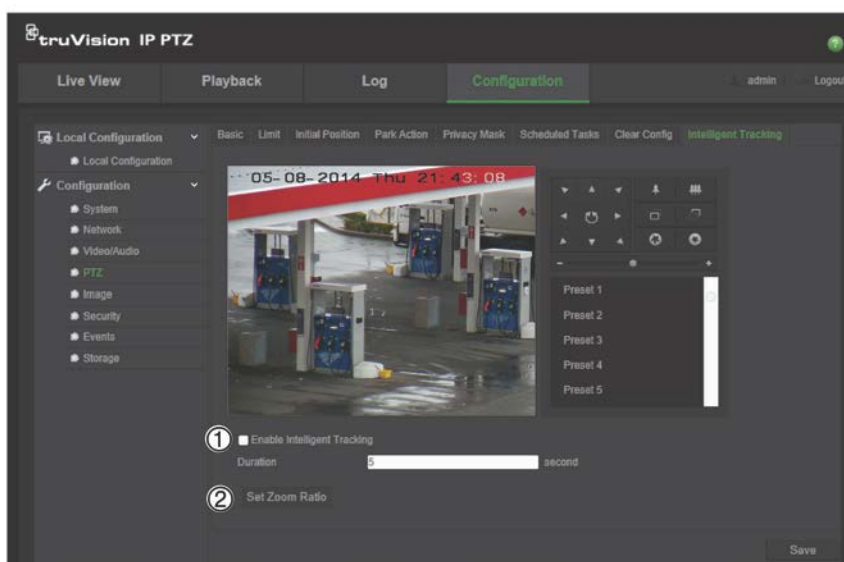 truVision IP PTZ
?
Live View Playback Log Configuration admin Logout
Local Configuration
Local Configuration
Configuration
System
Network
Video/Audio
PTZ
Image
Security
Events
Storage
Basic Limit Initial Position Park Action Privacy Mask Scheduled Tasks Clear Config Intelligent Tracking
05-08-2014 Thu 21:43:08
- +
Preset 1
Preset 2
Preset 3
Preset 4
Preset 5
1 Enable Intelligent Tracking
Duration 5 second
2 Set Zoom Ratio
Save